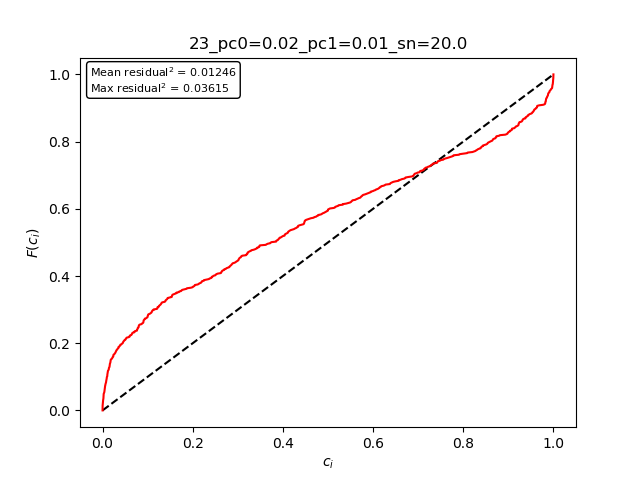 23_pc0=0.02_pc1=0.01_sn=20.0
Mean residual² = 0.01246
Max residual² = 0.03615
1.0
0.8
0.6
0.4
0.2
0.0
F(cᵢ)
0.0 0.2 0.4 0.6 0.8 1.0
cᵢ